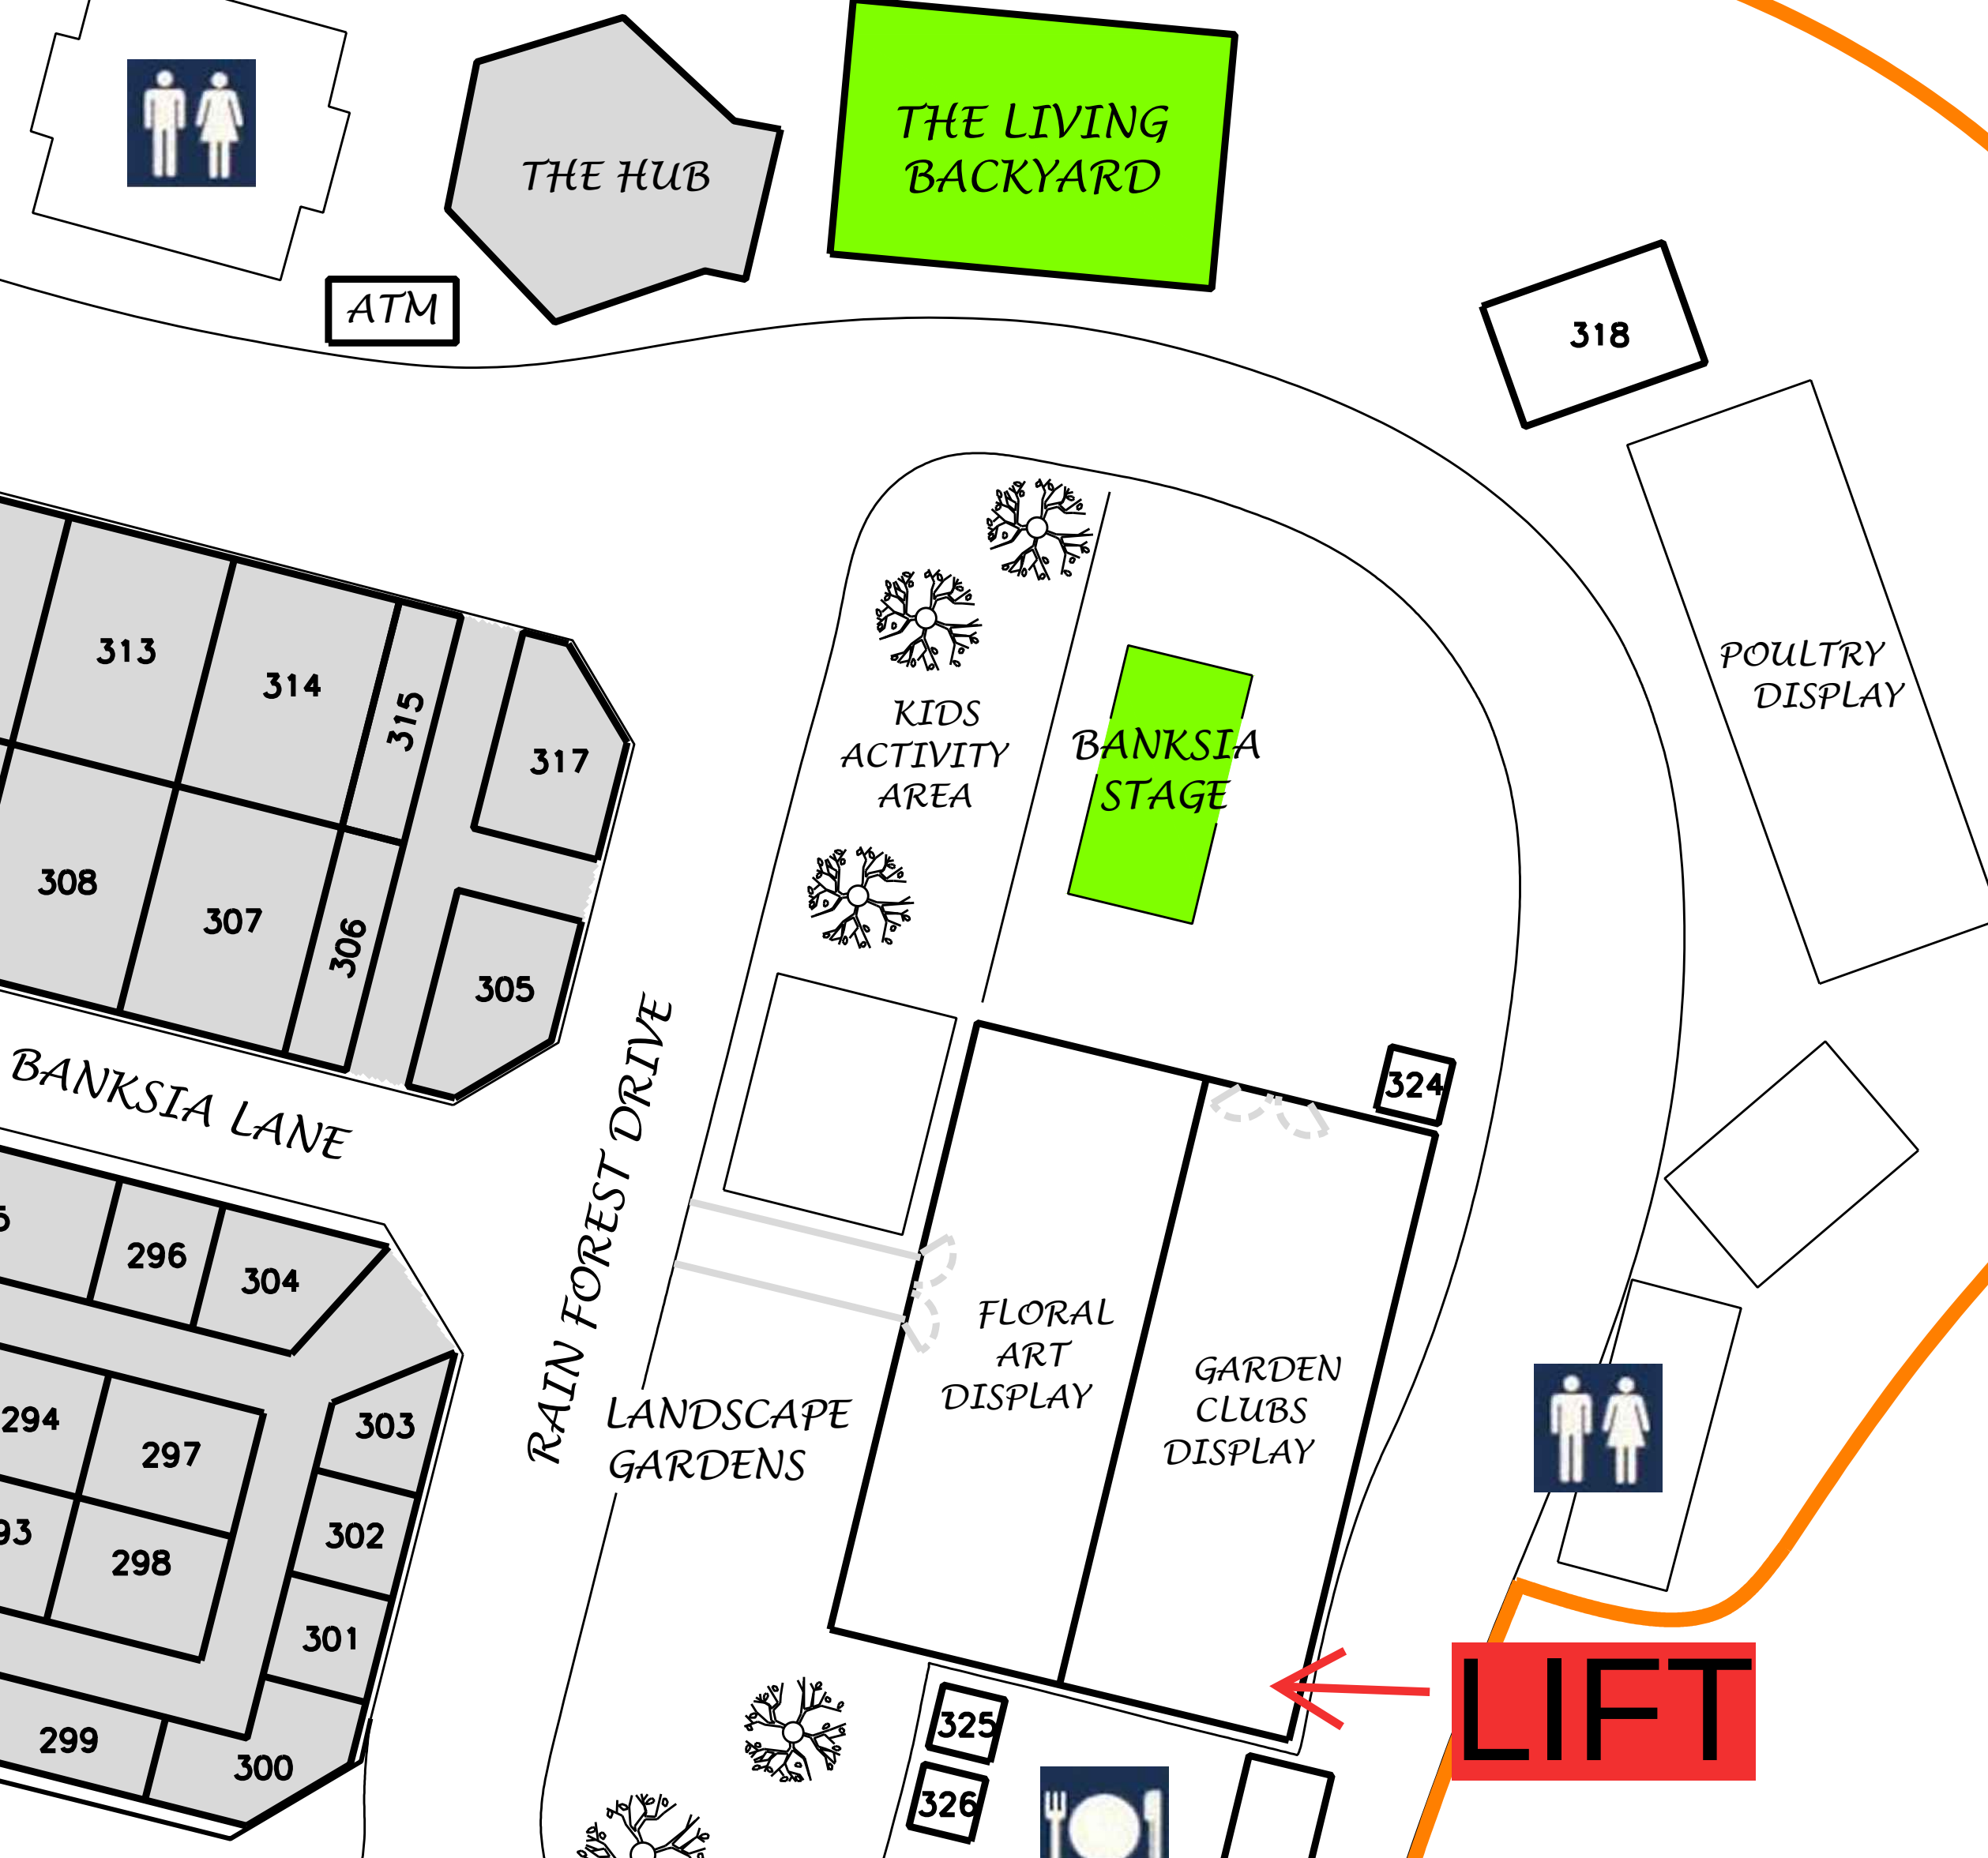 THE LIVING
BACKYARD
THE HUB
ATM
318
313
314
315
317
KIDS
ACTIVITY
AREA
BANKSIA
STAGE
POULTRY
DISPLAY
308
307
306
305
BANKSIA LANE
RAIN FOREST DRIVE
324
296
304
FLORAL
ART
DISPLAY
GARDEN
CLUBS
DISPLAY
LANDSCAPE
GARDENS
294
297
303
302
298
301
299
300
325
326
LIFT